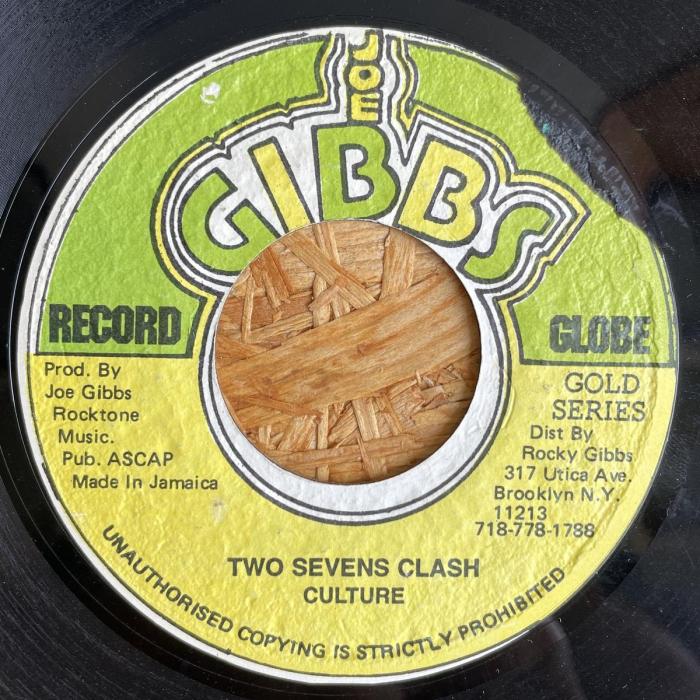 JOE
GIBBS
RECORD GLOBE
Prod. By
Joe Gibbs
Rocktone
Music.
Pub. ASCAP
Made In Jamaica
GOLD
SERIES
Dist By
Rocky Gibbs
317 Utica Ave.
Brooklyn N.Y.
11213
718-778-1788
TWO SEVENS CLASH
CULTURE
UNAUTHORISED COPYING IS STRICTLY PROHIBITED